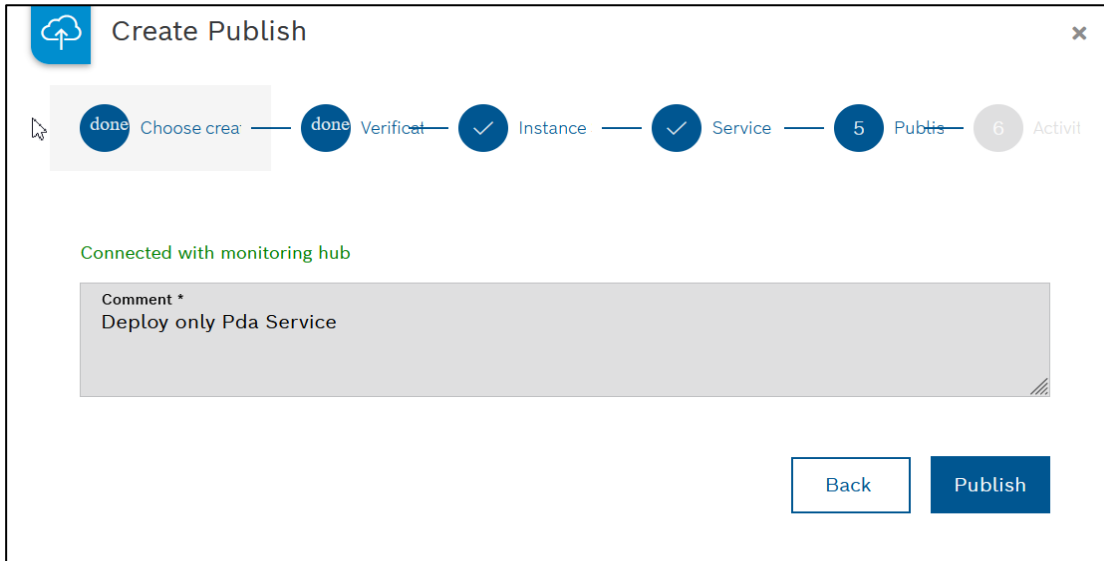 Create Publish
done Choose crea
done Verificat
Instance
Service
5 Publis
6 Activit
Connected with monitoring hub
Comment *
Deploy only Pda Service
Back
Publish